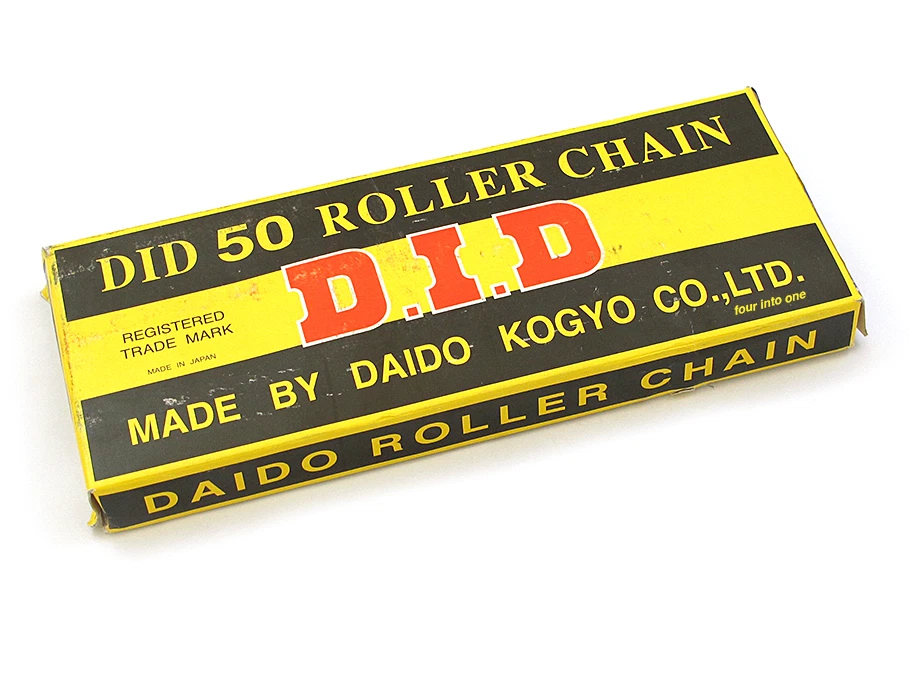 DID 50 ROLLER CHAIN
D.I.D
REGISTERED
TRADE MARK
MADE IN JAPAN
MADE BY DAIDO KOGYO CO.,LTD.
four into one
DAIDO ROLLER CHAIN